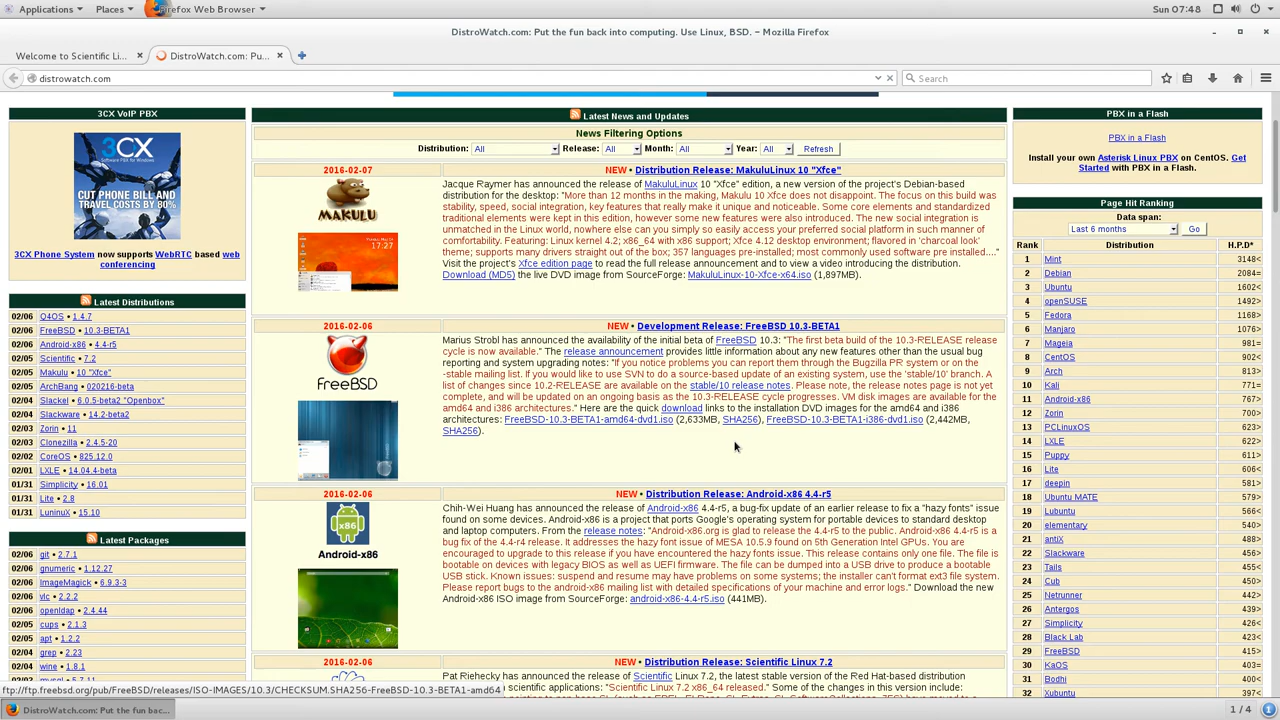 Applications Places Firefox Web Browser Sun 07:48
DistroWatch.com: Put the fun back into computing. Use Linux, BSD. – Mozilla Firefox
Welcome to Scientific Li... DistroWatch.com: Pu...
distrowatch.com Search
3CX VoIP PBX
3CX
Software PBX for Windows
CUT PHONE BILL AND
TRAVEL COSTS BY 80%
3CX Phone System now supports WebRTC based web
conferencing
Latest Distributions
02/06 Q4OS • 1.4.7
02/06 FreeBSD • 10.3-BETA1
02/06 Android-x86 • 4.4-r5
02/06 Scientific • 7.2
02/05 Makulu • 10 "Xfce"
02/05 ArchBang • 020216-beta
02/04 Slackel • 6.0.5-beta2 "Openbox"
02/04 Slackware • 14.2-beta2
02/03 Zorin • 11
02/03 Clonezilla • 2.4.5-20
02/02 CoreOS • 825.12.0
02/01 LXLE • 14.04.4-beta
01/31 Simplicity • 16.01
01/31 Lite • 2.8
01/31 LuninuX • 15.10
Latest Packages
02/06 git • 2.7.1
02/06 gnumeric • 1.12.27
02/06 ImageMagick • 6.9.3-3
02/06 vlc • 2.2.2
02/06 openldap • 2.4.44
02/05 cups • 2.1.3
02/05 apt • 1.2.2
02/04 grep • 2.23
02/04 wine • 1.8.1
Latest News and Updates
News Filtering Options
Distribution: All Release: All Month: All Year: All Refresh
2016-02-07 NEW • Distribution Release: MakuluLinux 10 "Xfce"
MAKULU
17:27
Jacque Raymer has announced the release of MakuluLinux 10 "Xfce" edition, a new version of the project's Debian-based
distribution for the desktop: "More than 12 months in the making, Makulu 10 Xfce does not disappoint. The focus on this build was
stability, speed, social integration, key features that really make it unique and noticeable. Some core elements and standardized
traditional elements were kept in this edition, however some new features were also introduced. The new social integration is
unmatched in the Linux world, nowhere else can you simply so easily access your preferred social platform in such a manner of
comfortability. Featuring: Linux kernel 4.2; x86_64 with x86 support; Xfce 4.12 desktop environment; flavored in 'charcoal look'
theme; supports many drivers straight out of the box; 357 languages pre-installed; most commonly used software pre installed...."
Visit the project's Xfce edition page to read the full release announcement and to view a video introducing the distribution.
Download (MD5) the live DVD image from SourceForge: MakuluLinux-10-Xfce-x64.iso (1,897MB).
2016-02-06 NEW • Development Release: FreeBSD 10.3-BETA1
FreeBSD
Marius Strobl has announced the availability of the initial beta of FreeBSD 10.3: "The first beta build of the 10.3-RELEASE release
cycle is now available." The release announcement provides little information about any new features other than the usual bug
reporting and system upgrading notes: "If you notice problems you can report them through the Bugzilla PR system or on the
-stable mailing list. If you would like to use SVN to do a source-based update of an existing system, use the 'stable/10' branch. A
list of changes since 10.2-RELEASE are available on the stable/10 release notes. Please note, the release notes page is not yet
complete, and will be updated on an ongoing basis as the 10.3-RELEASE cycle progresses. VM disk images are available for the
amd64 and i386 architectures." Here are the quick download links to the installation DVD images for the amd64 and i386
architectures: FreeBSD-10.3-BETA1-amd64-dvd1.iso (2,633MB, SHA256), FreeBSD-10.3-BETA1-i386-dvd1.iso (2,442MB,
SHA256).
2016-02-06 NEW • Distribution Release: Android-x86 4.4-r5
x86
Android-x86
Chih-Wei Huang has announced the release of Android-x86 4.4-r5, a bug-fix update of an earlier release to fix a "hazy fonts" issue
found on some devices. Android-x86 is a project that ports Google's operating system for portable devices to standard desktop
and laptop computers. From the release notes: "Android-x86.org is glad to release the 4.4-r5 to the public. Android-x86 4.4-r5 is a
bug fix of the 4.4-r4 release. It addresses the hazy font issue of MESA 10.5.9 found on 5th Generation Intel GPUs. You are
encouraged to upgrade to this release if you have encountered the hazy fonts issue. This release contains only one file. The file is
bootable on devices with legacy BIOS as well as UEFI firmware. The file can be dumped into a USB drive to produce a bootable
USB stick. Known issues: suspend and resume may have problems on some systems; the installer can't format ext3 file system.
Please report bugs to the android-x86 mailing list with detailed specifications of your machine and error logs." Download the new
Android-x86 ISO image from SourceForge: android-x86-4.4-r5.iso (441MB).
2016-02-06 NEW • Distribution Release: Scientific Linux 7.2
Pat Riehecky has announced the release of Scientific Linux 7.2, the latest stable version of the Red Hat-based distribution
scientific applications: "Scientific Linux 7.2 x86_64 released." Some of the changes in this version include:
PBX in a Flash
PBX in a Flash
Install your own Asterisk Linux PBX on CentOS. Get
Started with PBX in a Flash.
Page Hit Ranking
Data span:
Last 6 months Go
Rank Distribution H.P.D*
1 Mint 3148<
2 Debian 2084=
3 Ubuntu 1602<
4 openSUSE 1492>
5 Fedora 1168>
6 Manjaro 1076>
7 Mageia 981=
8 CentOS 902>
9 Arch 813>
10 Kali 771=
11 Android-x86 767=
12 Zorin 700>
13 PCLinuxOS 623>
14 LXLE 622>
15 Puppy 611>
16 Lite 606<
17 deepin 581>
18 Ubuntu MATE 579>
19 Lubuntu 560>
20 elementary 540>
21 antiX 488>
22 Slackware 483>
23 Tails 455<
24 Cub 450>
25 Netrunner 442>
26 Antergos 439>
27 Simplicity 426>
28 Black Lab 423>
29 FreeBSD 415>
30 KaOS 403=
31 Bodhi 400>
32 Xubuntu 397>
ftp://ftp.freebsd.org/pub/FreeBSD/releases/ISO-IMAGES/10.3/CHECKSUM.SHA256-FreeBSD-10.3-BETA1-amd64
DistroWatch.com: Put the fun bac... 1 / 4